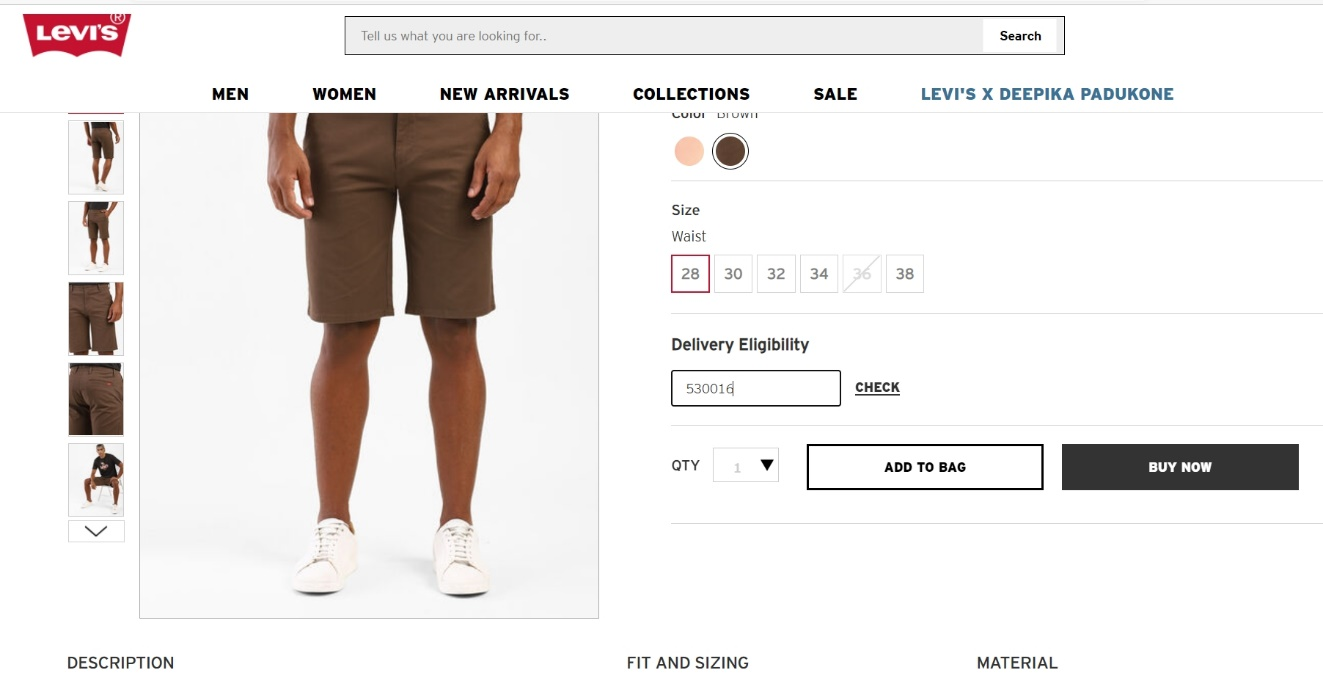 LEVI'S ®
Tell us what you are looking for.. Search
MEN WOMEN NEW ARRIVALS COLLECTIONS SALE LEVI'S X DEEPIKA PADUKONE
Color Brown
Size
Waist
28 30 32 34 36 38
Delivery Eligibility
530016 CHECK
QTY 1 ADD TO BAG BUY NOW
DESCRIPTION FIT AND SIZING MATERIAL